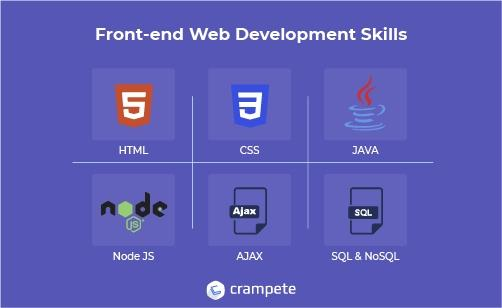 Front-end Web Development Skills
5
3
HTML
CSS
JAVA
node
JS
Ajax
SQL
Node JS
AJAX
SQL & NoSQL
crampete